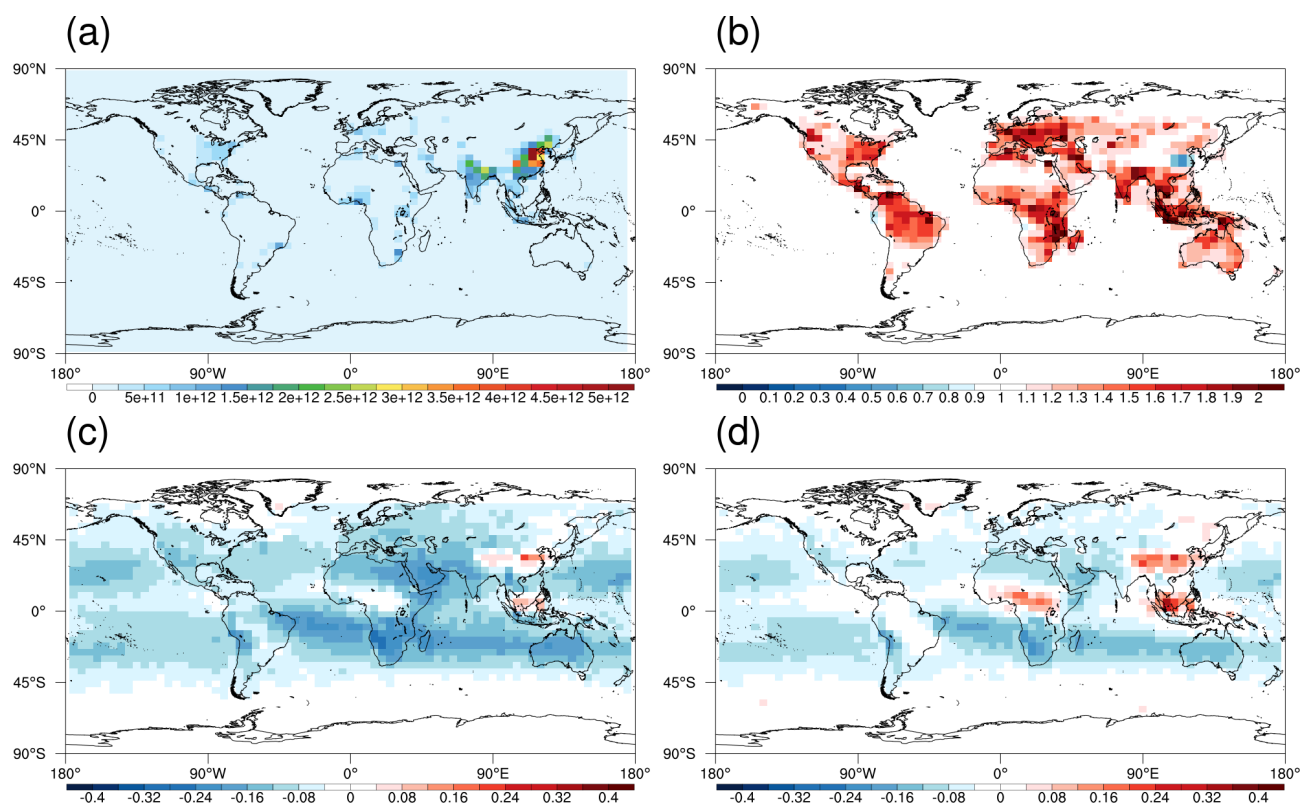 (a) (b)
90°N 90°N
45°N 45°N
0° 0°
45°S 45°S
90°S 90°S
180° 90°W 0° 90°E 180° 180° 90°W 0° 90°E 180°
0 5e+11 1e+12 1.5e+12 2e+12 2.5e+12 3e+12 3.5e+12 4e+12 4.5e+12 5e+12 0 0.1 0.2 0.3 0.4 0.5 0.6 0.7 0.8 0.9 1 1.1 1.2 1.3 1.4 1.5 1.6 1.7 1.8 1.9 2
(c) (d)
90°N 90°N
45°N 45°N
0° 0°
45°S 45°S
90°S 90°S
180° 90°W 0° 90°E 180° 180° 90°W 0° 90°E 180°
-0.4 -0.32 -0.24 -0.16 -0.08 0 0.08 0.16 0.24 0.32 0.4 -0.4 -0.32 -0.24 -0.16 -0.08 0 0.08 0.16 0.24 0.32 0.4